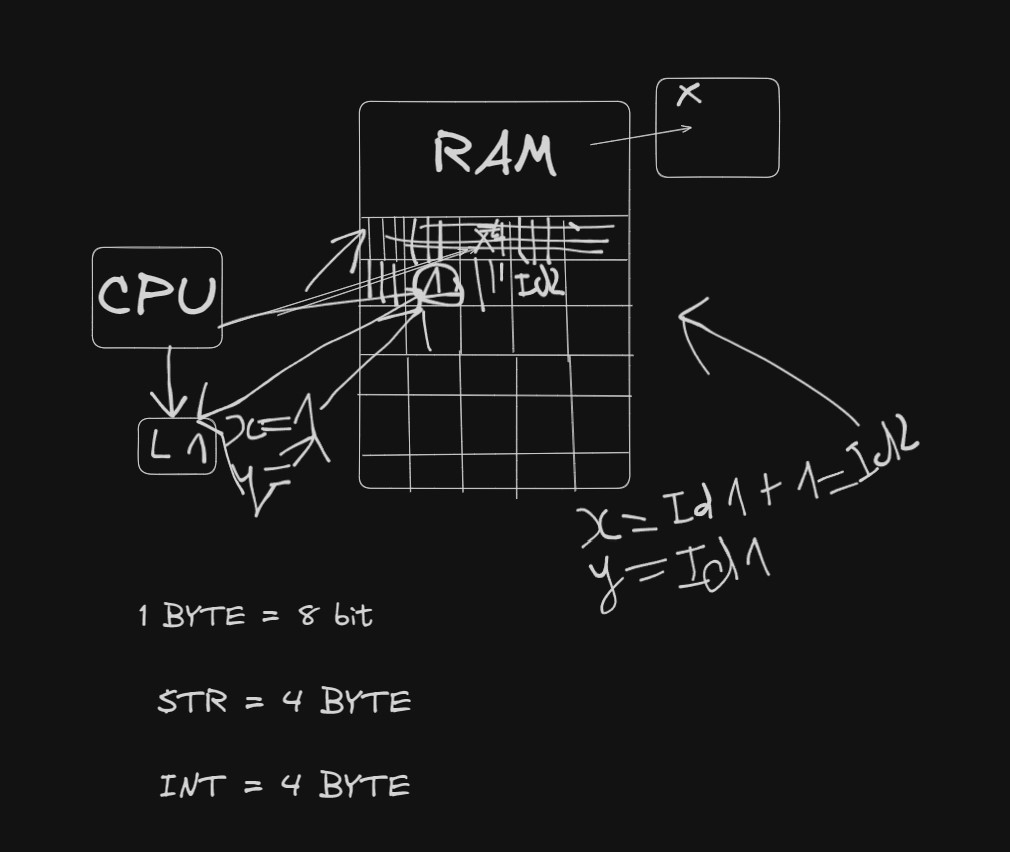 x
RAM
CPU
1
Id2
L 1
x=1
y=
x = Id1 + 1 = Id2
y = Id1
1 BYTE = 8 bit
STR = 4 BYTE
INT = 4 BYTE